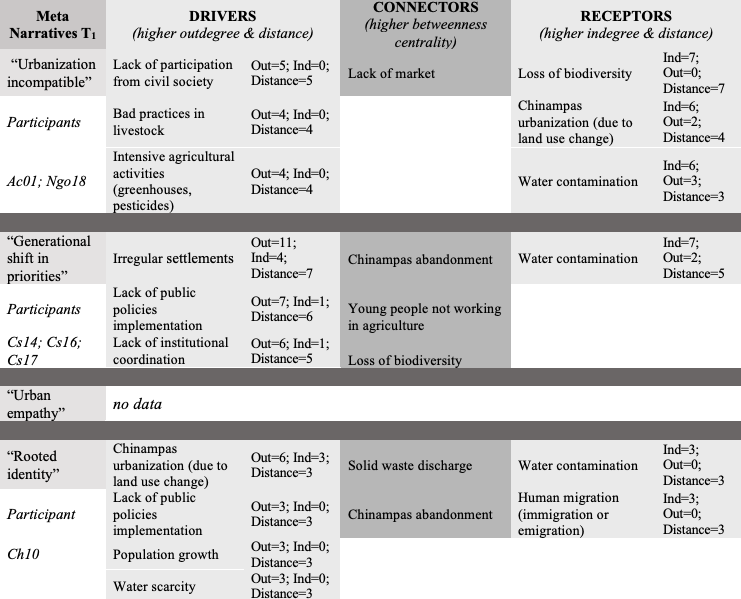 Meta
Narratives T1
DRIVERS
(higher outdegree & distance)
CONNECTORS
(higher betweenness
centrality)
RECEPTORS
(higher indegree & distance)
“Urbanization
incompatible”
Lack of participation
from civil society
Out=5; Ind=0;
Distance=5
Lack of market
Loss of biodiversity
Ind=7;
Out=0;
Distance=7
Participants
Bad practices in
livestock
Out=4; Ind=0;
Distance=4
Chinampas
urbanization (due to
land use change)
Ind=6;
Out=2;
Distance=4
Ac01; Ngo18
Intensive agricultural
activities
(greenhouses,
pesticides)
Out=4; Ind=0;
Distance=4
Water contamination
Ind=6;
Out=3;
Distance=3
“Generational
shift in
priorities”
Irregular settlements
Out=11;
Ind=4;
Distance=7
Chinampas abandonment
Water contamination
Ind=7;
Out=2;
Distance=5
Participants
Lack of public
policies
implementation
Out=7; Ind=1;
Distance=6
Young people not working
in agriculture
Cs14; Cs16;
Cs17
Lack of institutional
coordination
Out=6; Ind=1;
Distance=5
Loss of biodiversity
“Urban
empathy”
no data
“Rooted
identity”
Chinampas
urbanization (due to
land use change)
Out=6; Ind=3;
Distance=3
Solid waste discharge
Water contamination
Ind=3;
Out=0;
Distance=3
Participant
Lack of public
policies
implementation
Out=3; Ind=0;
Distance=3
Chinampas abandonment
Human migration
(immigration or
emigration)
Ind=3;
Out=0;
Distance=3
Ch10
Population growth
Out=3; Ind=0;
Distance=3
Water scarcity
Out=3; Ind=0;
Distance=3